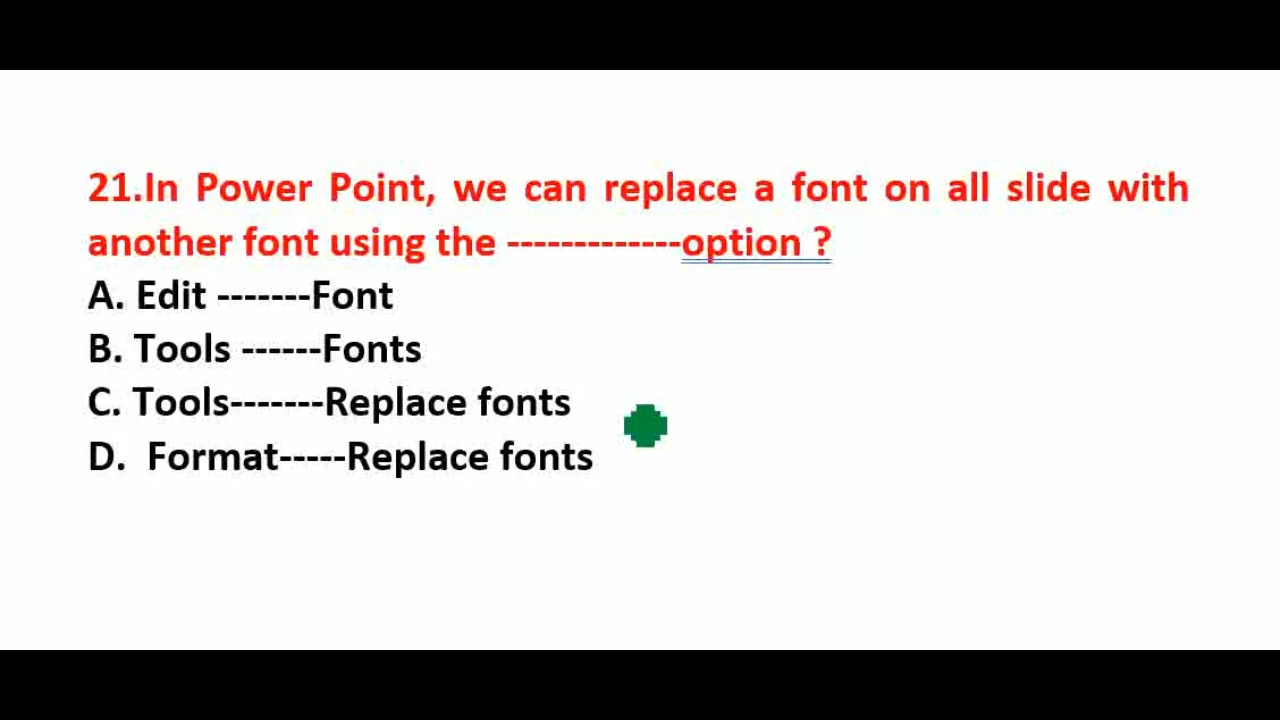 21.In Power Point, we can replace a font on all slide with
another font using the -------------option ?
A. Edit -------Font
B. Tools ------Fonts
C. Tools-------Replace fonts
D. Format-----Replace fonts